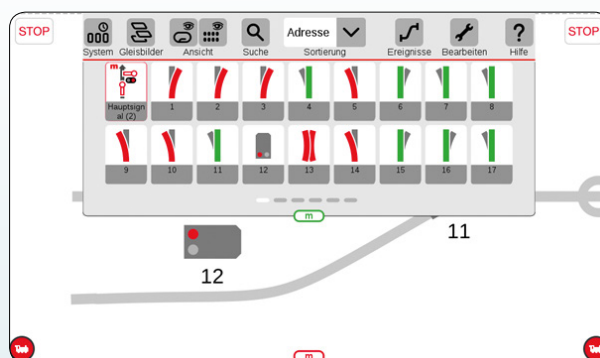 STOP
STOP
Adresse
System Gleisbilder Ansicht Suche Sortierung Ereignisse Bearbeiten Hilfe
m
Hauptsign
al (2)
1 2 3 4 5 6 7 8
9 10 11 12 13 14 15 16 17
m
11
12
m